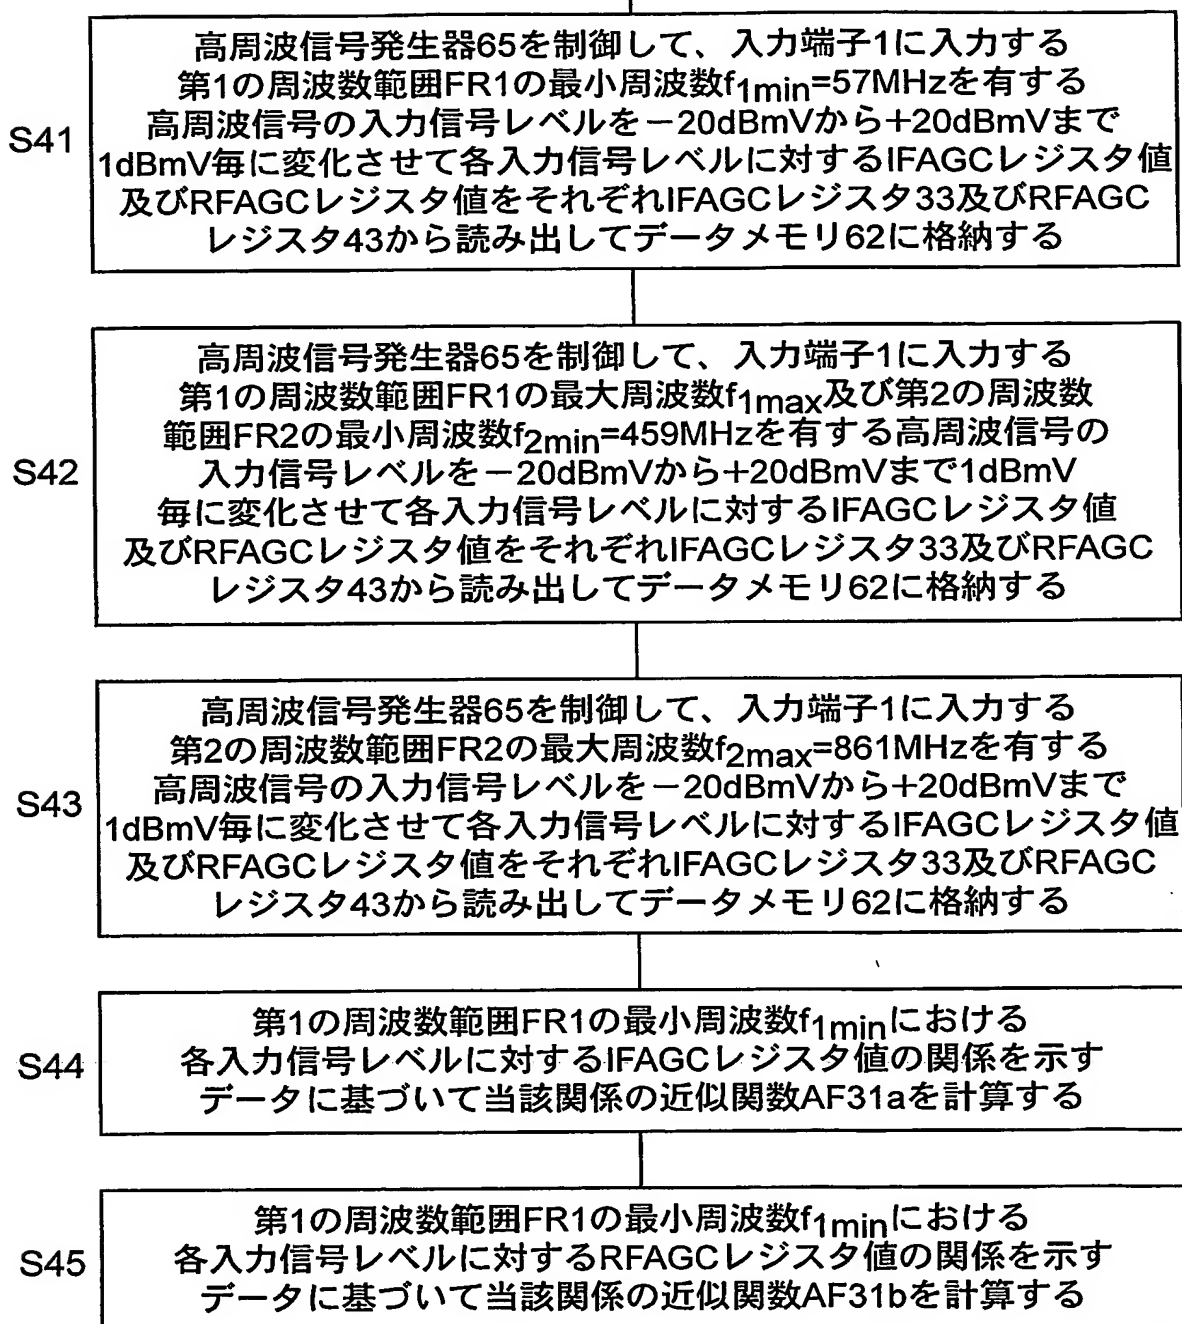 S41
高周波信号発生器65を制御して、入力端子1に入力する
第1の周波数範囲FR1の最小周波数f1min=57MHzを有する
高周波信号の入力信号レベルを－20dBmVから+20dBmVまで
1dBmV毎に変化させて各入力信号レベルに対するIFAGCレジスタ値
及びRFAGCレジスタ値をそれぞれIFAGCレジスタ33及びRFAGC
レジスタ43から読み出してデータメモリ62に格納する
S42
高周波信号発生器65を制御して、入力端子1に入力する
第1の周波数範囲FR1の最大周波数f1max及び第2の周波数
範囲FR2の最小周波数f2min=459MHzを有する高周波信号の
入力信号レベルを－20dBmVから+20dBmVまで1dBmV
毎に変化させて各入力信号レベルに対するIFAGCレジスタ値
及びRFAGCレジスタ値をそれぞれIFAGCレジスタ33及びRFAGC
レジスタ43から読み出してデータメモリ62に格納する
S43
高周波信号発生器65を制御して、入力端子1に入力する
第2の周波数範囲FR2の最大周波数f2max=861MHzを有する
高周波信号の入力信号レベルを－20dBmVから+20dBmVまで
1dBmV毎に変化させて各入力信号レベルに対するIFAGCレジスタ値
及びRFAGCレジスタ値をそれぞれIFAGCレジスタ33及びRFAGC
レジスタ43から読み出してデータメモリ62に格納する
S44
第1の周波数範囲FR1の最小周波数f1minにおける
各入力信号レベルに対するIFAGCレジスタ値の関係を示す
データに基づいて当該関係の近似関数AF31aを計算する
S45
第1の周波数範囲FR1の最小周波数f1minにおける
各入力信号レベルに対するRFAGCレジスタ値の関係を示す
データに基づいて当該関係の近似関数AF31bを計算する